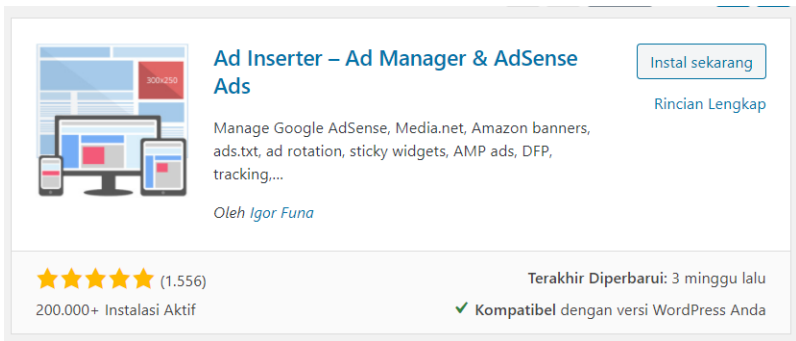 300x250
Ad Inserter – Ad Manager & AdSense
Ads
Instal sekarang
Rincian Lengkap
Manage Google AdSense, Media.net, Amazon banners,
ads.txt, ad rotation, sticky widgets, AMP ads, DFP,
tracking,...
Oleh Igor Funa
(1.556)
Terakhir Diperbarui: 3 minggu lalu
200.000+ Instalasi Aktif
Kompatibel dengan versi WordPress Anda